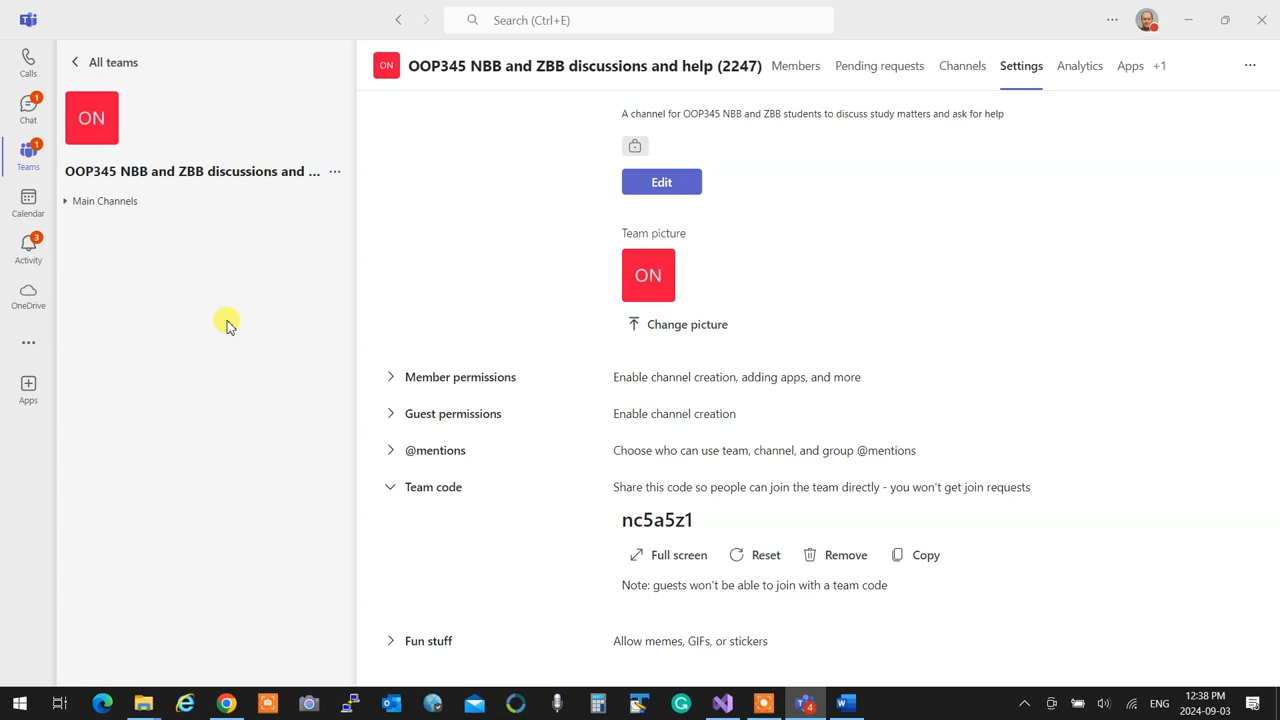 Search (Ctrl+E)
Calls
1
Chat
1
Teams
Calendar
3
Activity
OneDrive
Apps
All teams
ON
OOP345 NBB and ZBB discussions and ...
Main Channels
ON
OOP345 NBB and ZBB discussions and help (2247)
Members
Pending requests
Channels
Settings
Analytics
Apps
+1
A channel for OOP345 NBB and ZBB students to discuss study matters and ask for help
Edit
Team picture
ON
Change picture
Member permissions
Enable channel creation, adding apps, and more
Guest permissions
Enable channel creation
@mentions
Choose who can use team, channel, and group @mentions
Team code
Share this code so people can join the team directly - you won't get join requests
nc5a5z1
Full screen
Reset
Remove
Copy
Note: guests won't be able to join with a team code
Fun stuff
Allow memes, GIFs, or stickers
4
ENG
12:38 PM
2024-09-03